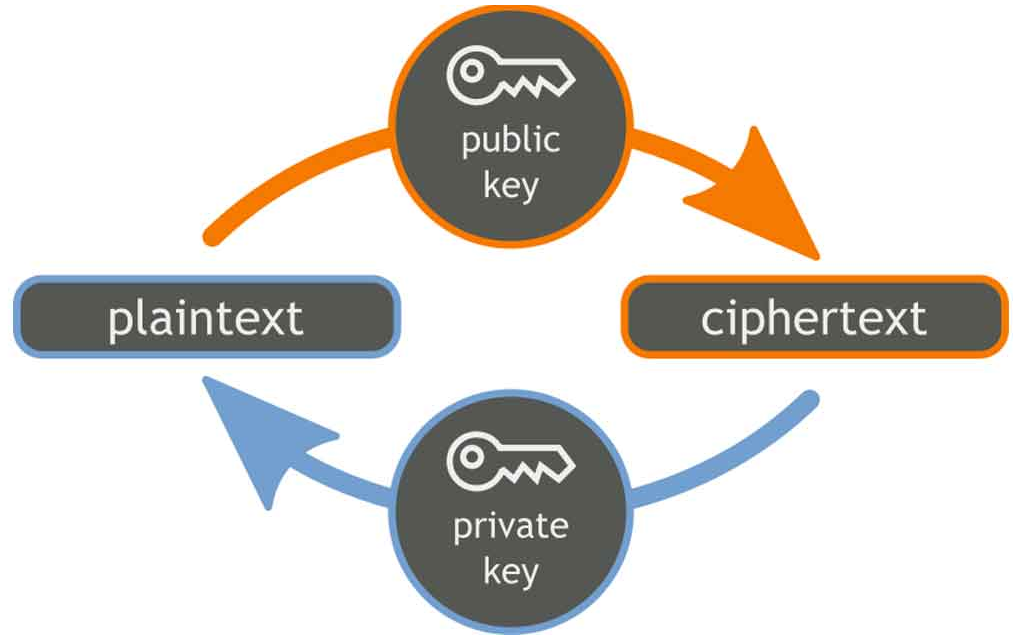 public
key
plaintext
ciphertext
private
key